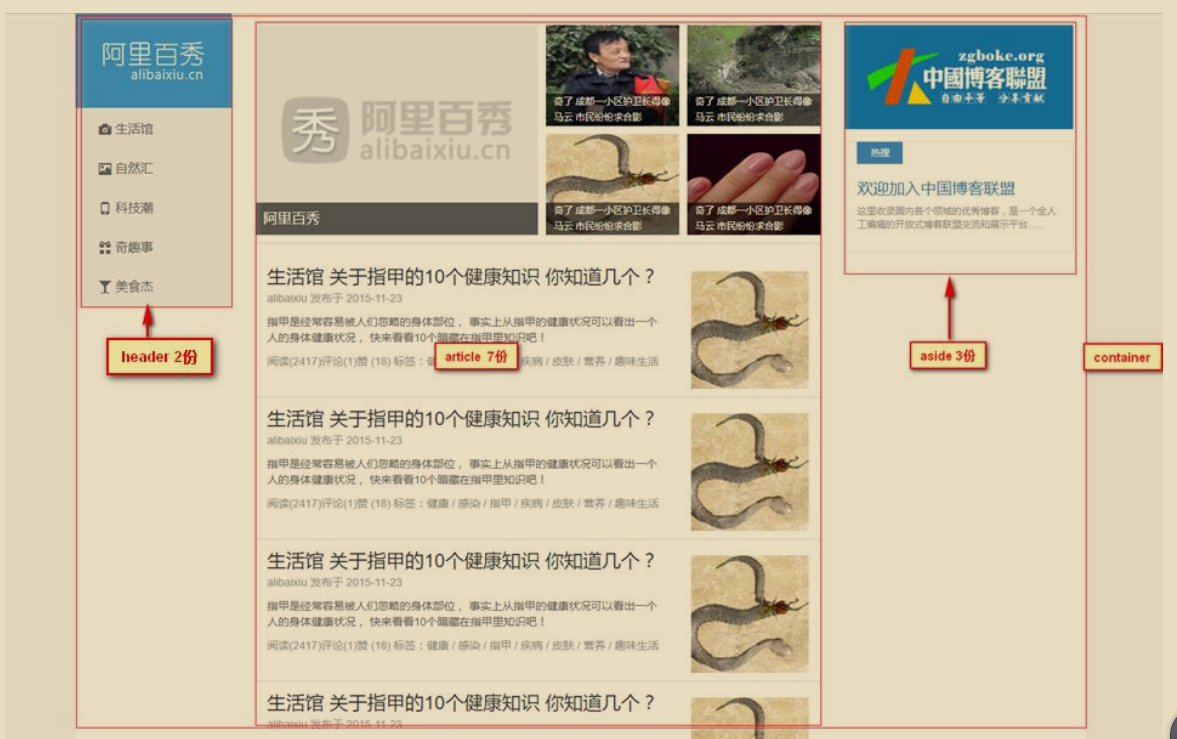 阿里百秀
alibaixiu.cn
生活馆
自然汇
科技潮
奇趣事
美食杰
header 2份
秀 阿里百秀
alibaixiu.cn
阿里百秀
奇了 成都一小区护卫长得像
马云 市民纷纷求合影
奇了 成都一小区护卫长得像
马云 市民纷纷求合影
奇了 成都一小区护卫长得像
马云 市民纷纷求合影
奇了 成都一小区护卫长得像
马云 市民纷纷求合影
生活馆 关于指甲的10个健康知识 你知道几个？
alibaixiu 发布于 2015-11-23
指甲是经常容易被人们忽略的身体部位， 事实上从指甲的健康状况可以看出一个
人的身体健康状况， 快来看看10个暗藏在指甲里知识吧！
阅读(2417)评论(1)赞 (18) 标签：健 疾病 / 皮肤 / 营养 / 趣味生活
article 7份
生活馆 关于指甲的10个健康知识 你知道几个？
alibaixiu 发布于 2015-11-23
指甲是经常容易被人们忽略的身体部位， 事实上从指甲的健康状况可以看出一个
人的身体健康状况， 快来看看10个暗藏在指甲里知识吧！
阅读(2417)评论(1)赞 (18) 标签：健康 / 感染 / 指甲 / 疾病 / 皮肤 / 营养 / 趣味生活
生活馆 关于指甲的10个健康知识 你知道几个？
alibaixiu 发布于 2015-11-23
指甲是经常容易被人们忽略的身体部位， 事实上从指甲的健康状况可以看出一个
人的身体健康状况， 快来看看10个暗藏在指甲里知识吧！
阅读(2417)评论(1)赞 (18) 标签：健康 / 感染 / 指甲 / 疾病 / 皮肤 / 营养 / 趣味生活
生活馆 关于指甲的10个健康知识 你知道几个？
alibaixiu 发布于 2015-11-23
zgboke.org
中國博客聯盟
自由平等 分享贡献
热搜
欢迎加入中国博客联盟
这里收录国内各个领域的优秀博客，是一个全人
工编辑的开放式博客联盟交流和展示平台......
aside 3份
container